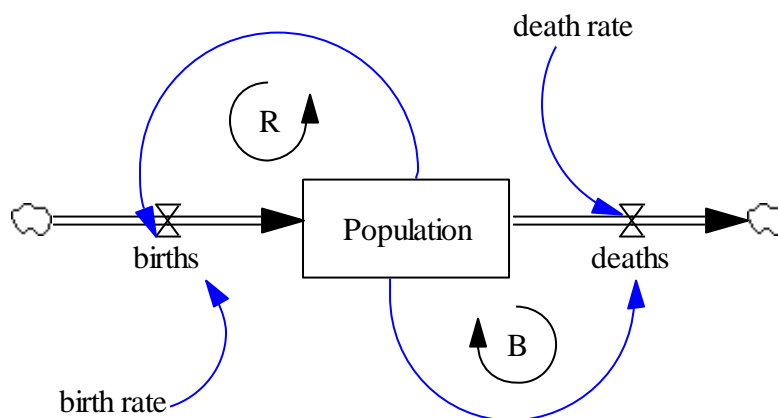 death rate
R
Population
births
deaths
B
birth rate